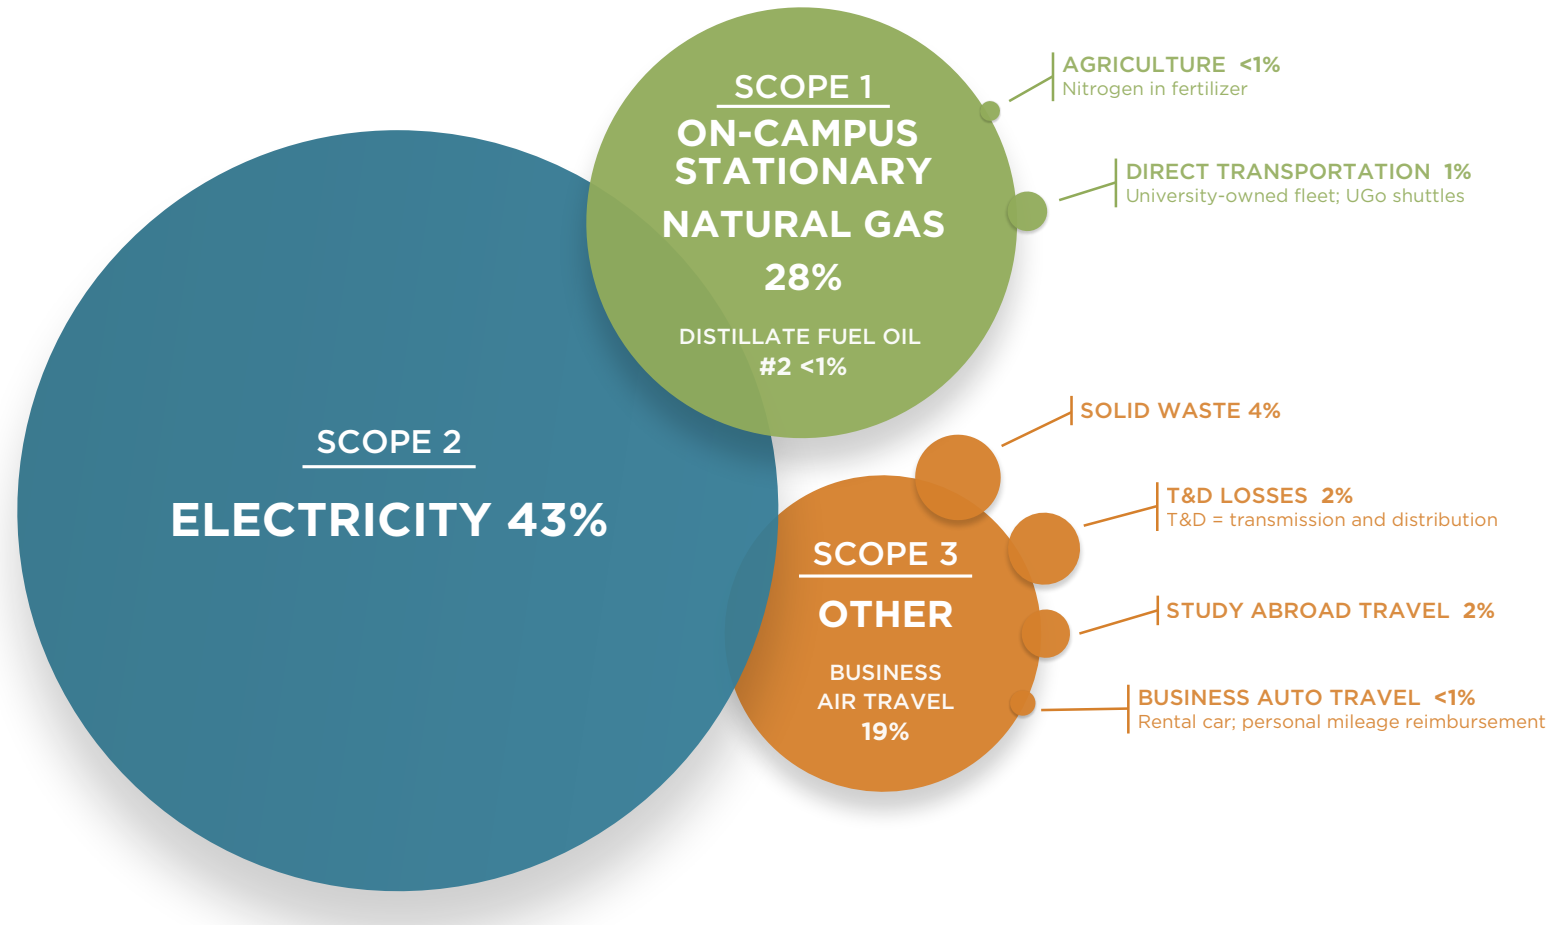 SCOPE 1
ON-CAMPUS
STATIONARY
NATURAL GAS
28%
DISTILLATE FUEL OIL
#2 <1%
AGRICULTURE <1%
Nitrogen in fertilizer
DIRECT TRANSPORTATION 1%
University-owned fleet; UGo shuttles
SCOPE 2
ELECTRICITY 43%
SCOPE 3
OTHER
BUSINESS
AIR TRAVEL
19%
SOLID WASTE 4%
T&D LOSSES 2%
T&D = transmission and distribution
STUDY ABROAD TRAVEL 2%
BUSINESS AUTO TRAVEL <1%
Rental car; personal mileage reimbursement